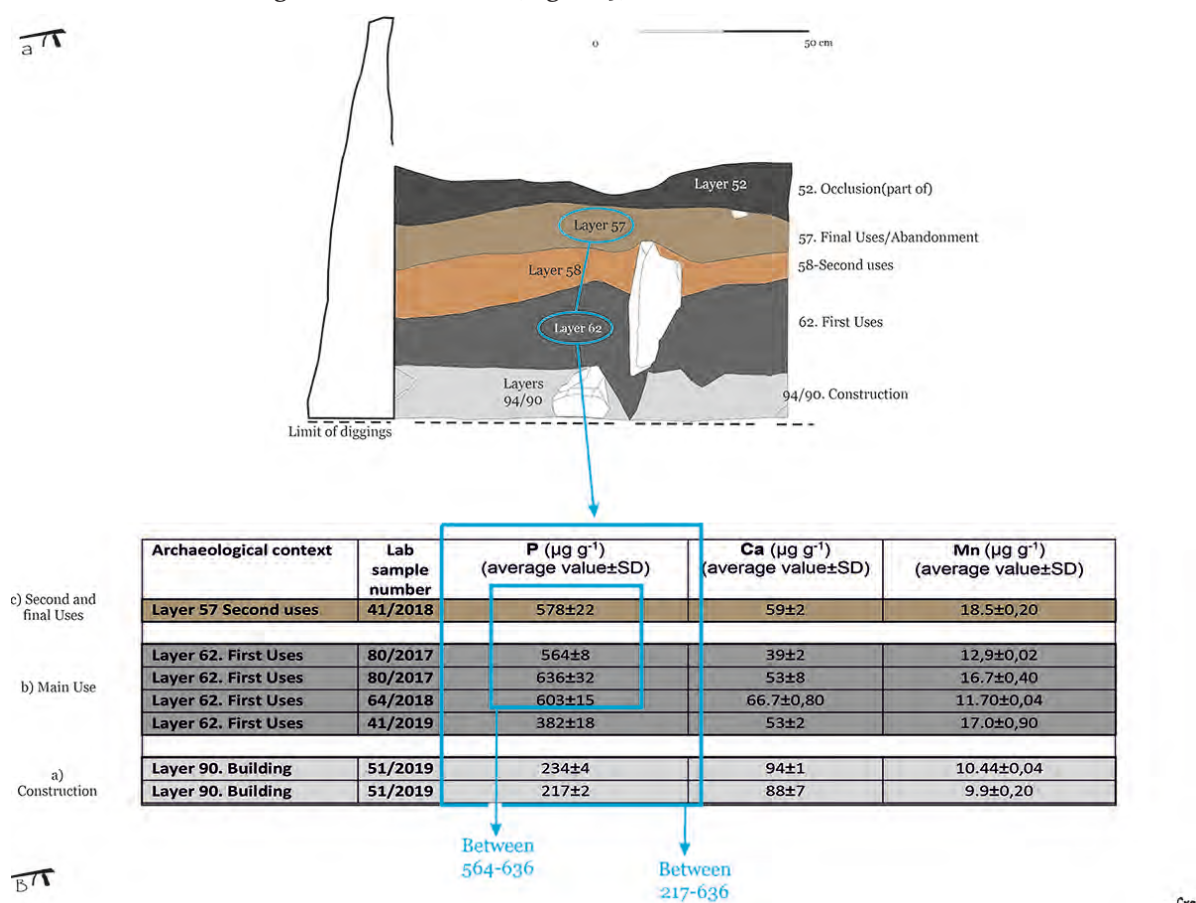 a
0 50 cm
Layer 52
52. Occlusion(part of)
Layer 57
57. Final Uses/Abandonment
58-Second uses
Layer 58
62. First Uses
Layer 62
Layers
94/90
94/90. Construction
Limit of diggings
Archaeological context Lab sample number P (µg g-1) (average value±SD) Ca (µg g-1) (average value±SD) Mn (µg g-1) (average value±SD)
c) Second and
final Uses
Layer 57 Second uses 41/2018 578±22 59±2 18.5±0,20
b) Main Use
Layer 62. First Uses 80/2017 564±8 39±2 12,9±0,02
Layer 62. First Uses 80/2017 636±32 53±8 16.7±0,40
Layer 62. First Uses 64/2018 603±15 66.7±0,80 11.70±0,04
Layer 62. First Uses 41/2019 382±18 53±2 17.0±0,90
a)
Construction
Layer 90. Building 51/2019 234±4 94±1 10.44±0,04
Layer 90. Building 51/2019 217±2 88±7 9.9±0,20
Between
564-636
Between
217-636
B